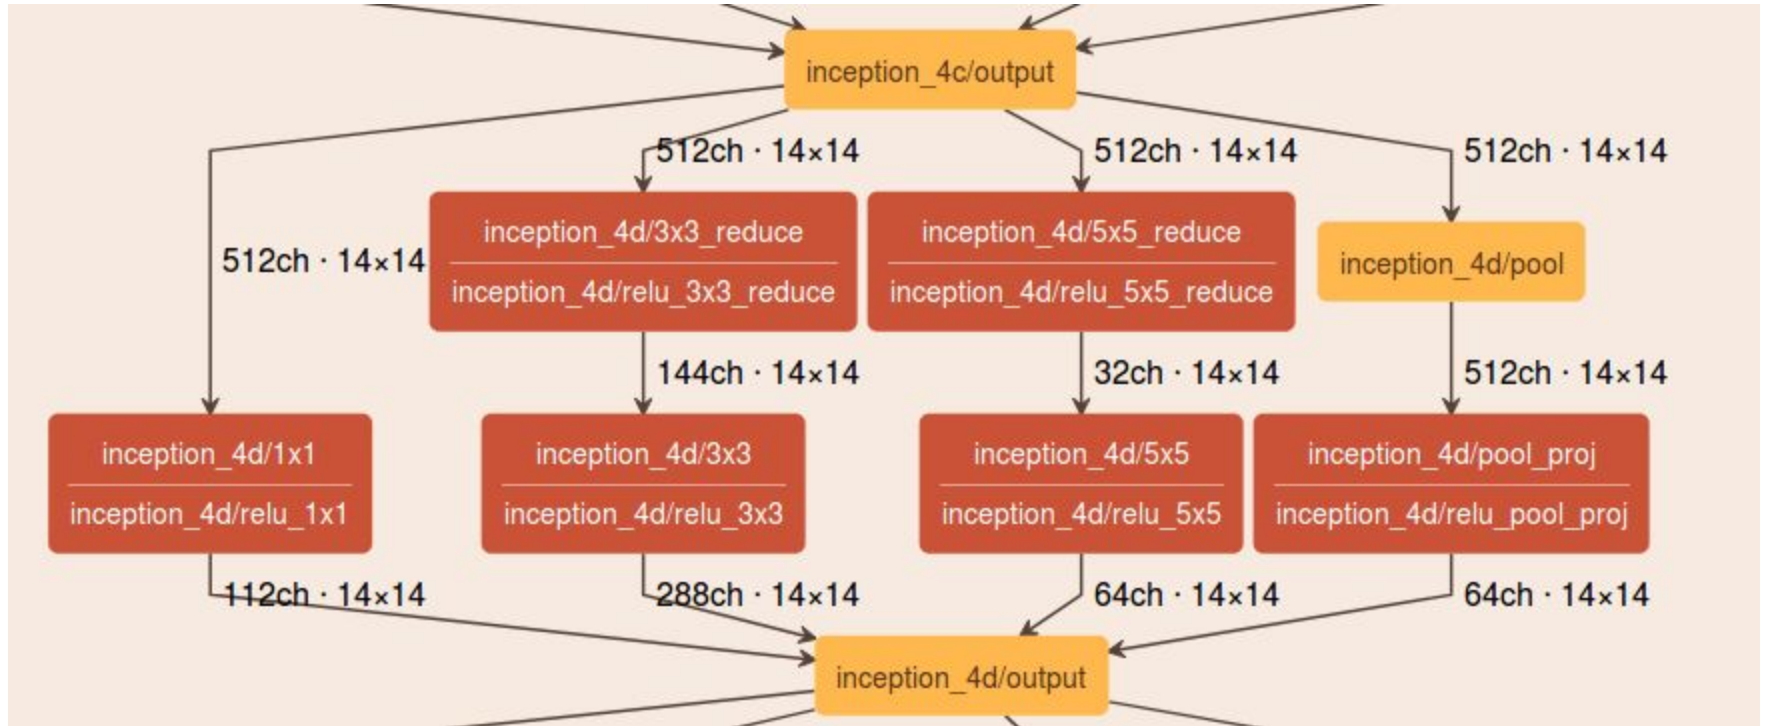 inception_4c/output
512ch · 14×14
512ch · 14×14
512ch · 14×14
512ch · 14×14
inception_4d/3x3_reduce
inception_4d/relu_3x3_reduce
inception_4d/5x5_reduce
inception_4d/relu_5x5_reduce
inception_4d/pool
144ch · 14×14
32ch · 14×14
512ch · 14×14
inception_4d/1x1
inception_4d/relu_1x1
inception_4d/3x3
inception_4d/relu_3x3
inception_4d/5x5
inception_4d/relu_5x5
inception_4d/pool_proj
inception_4d/relu_pool_proj
112ch · 14×14
288ch · 14×14
64ch · 14×14
64ch · 14×14
inception_4d/output